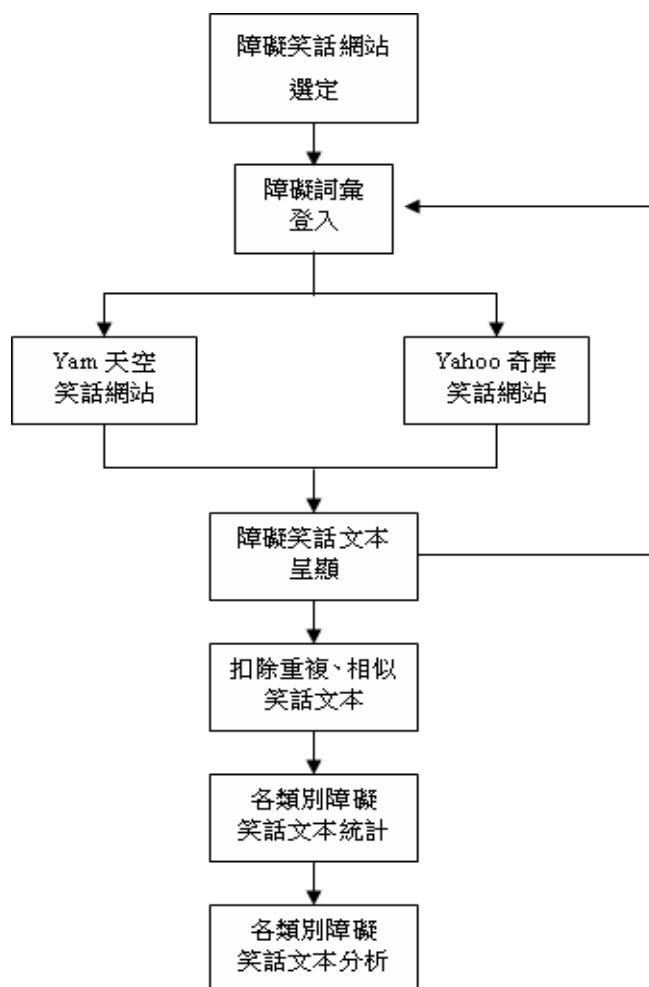 障礙笑話網站
選定
障礙詞彙
登入
Yam 天空
笑話網站
Yahoo 奇摩
笑話網站
障礙笑話文本
呈顯
扣除重複、相似
笑話文本
各類別障礙
笑話文本統計
各類別障礙
笑話文本分析